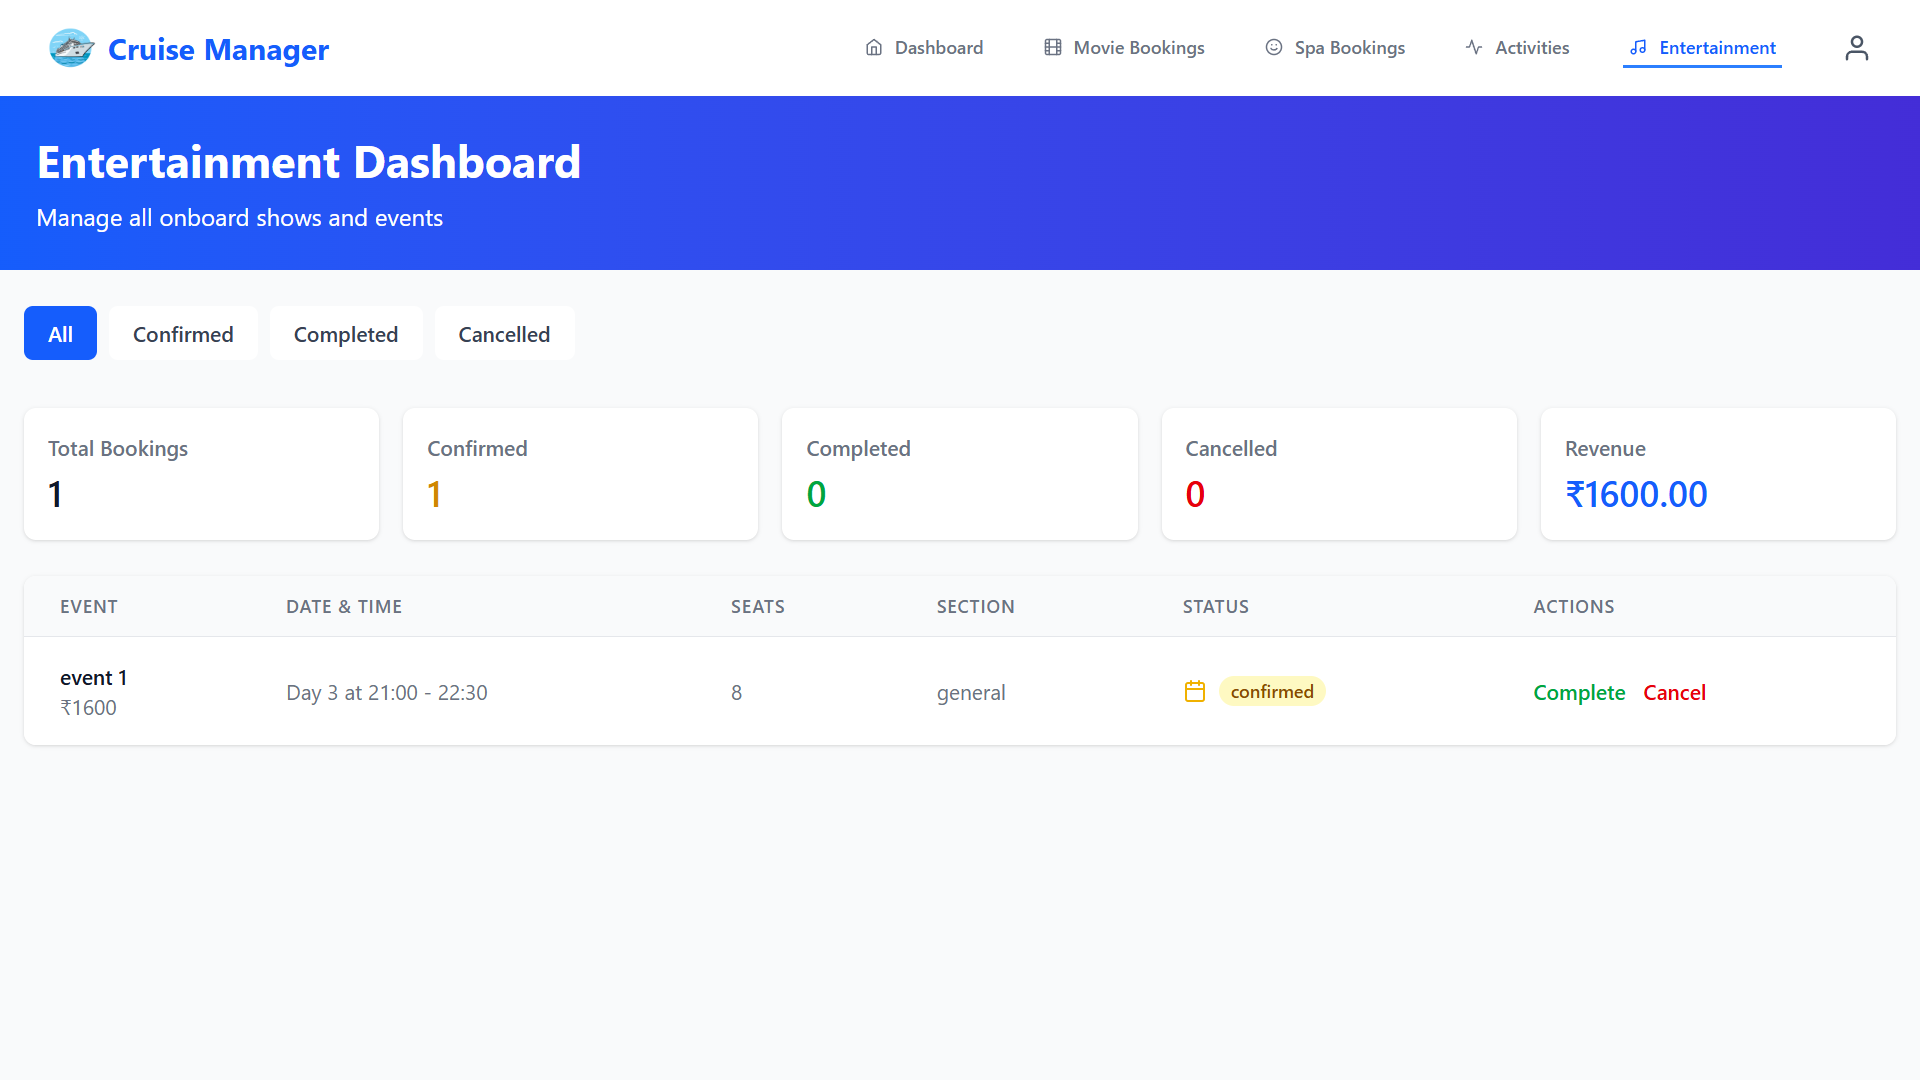 Cruise Manager
Dashboard
Movie Bookings
Spa Bookings
Activities
Entertainment
Entertainment Dashboard
Manage all onboard shows and events
All
Confirmed
Completed
Cancelled
Total Bookings
1
Confirmed
1
Completed
0
Cancelled
0
Revenue
₹1600.00
EVENT DATE & TIME SEATS SECTION STATUS ACTIONS
event 1
₹1600
Day 3 at 21:00 - 22:30
8
general
confirmed
Complete Cancel